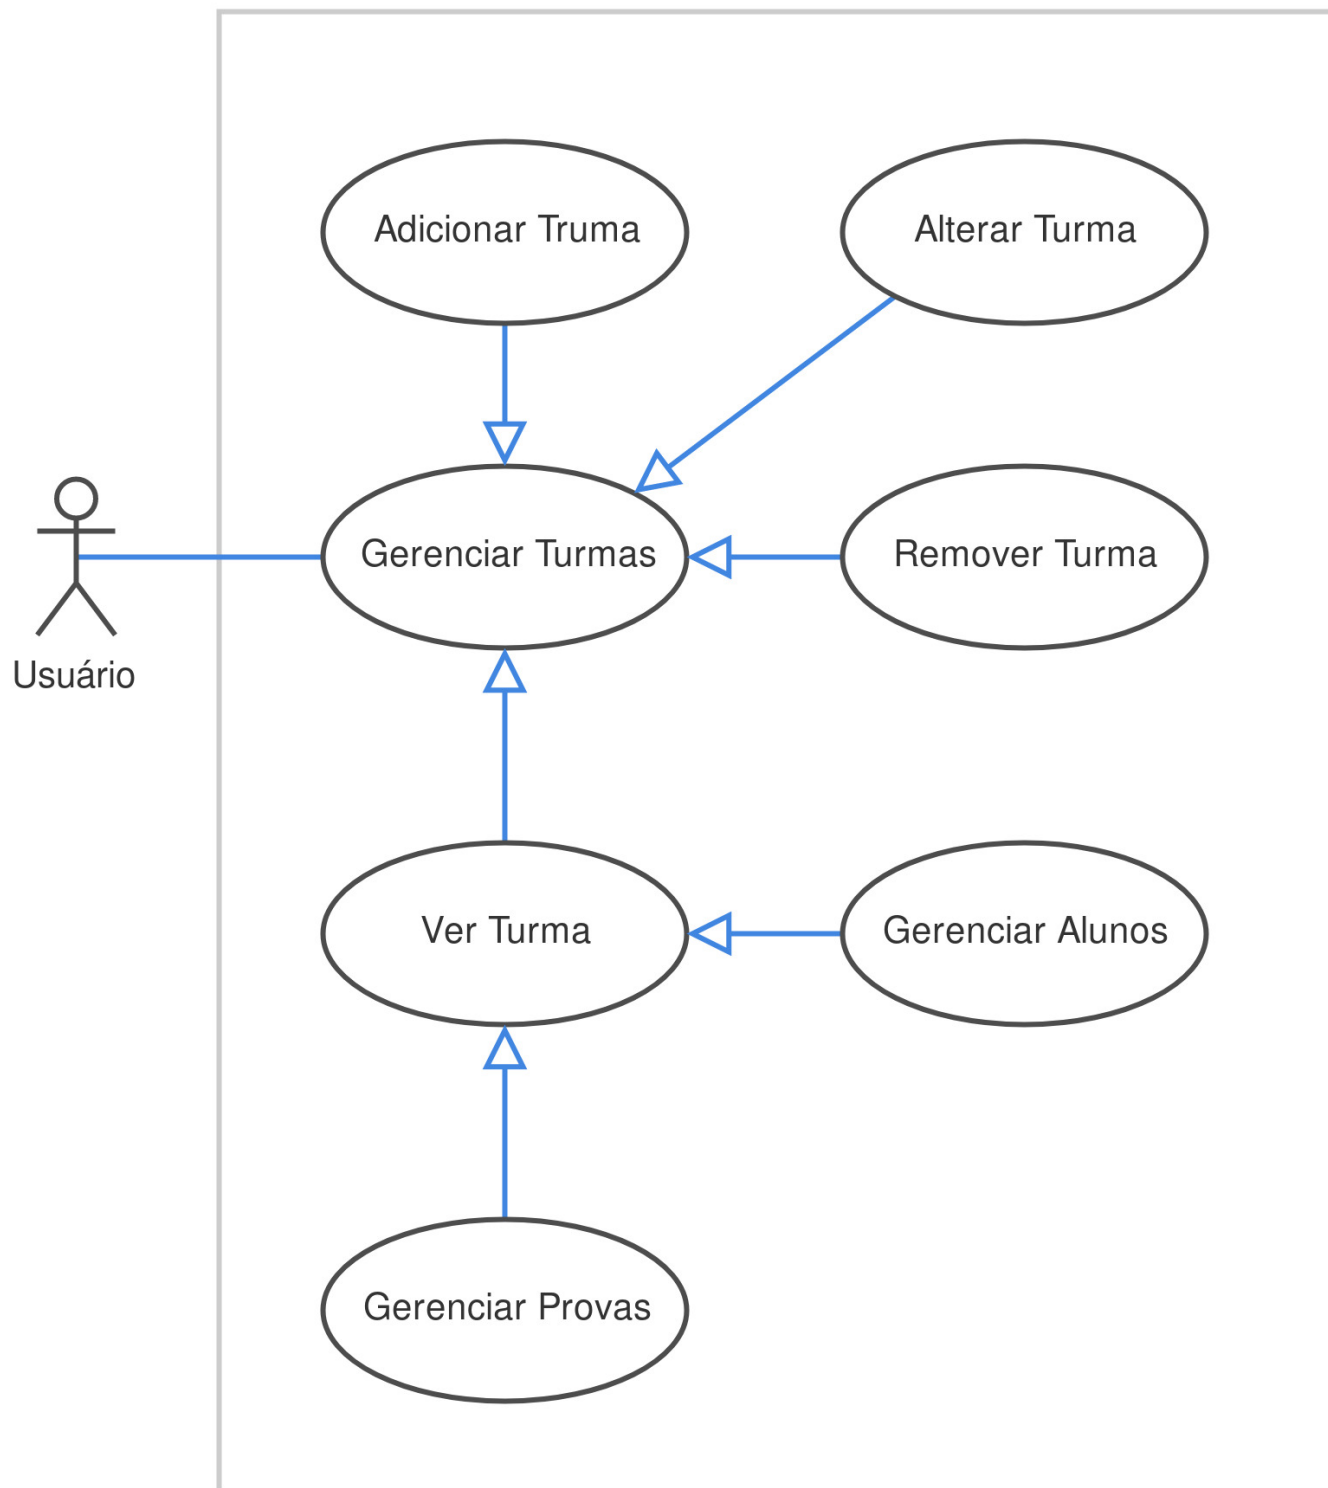 Adicionar Truma
Alterar Turma
Gerenciar Turmas
Remover Turma
Usuário
Ver Turma
Gerenciar Alunos
Gerenciar Provas